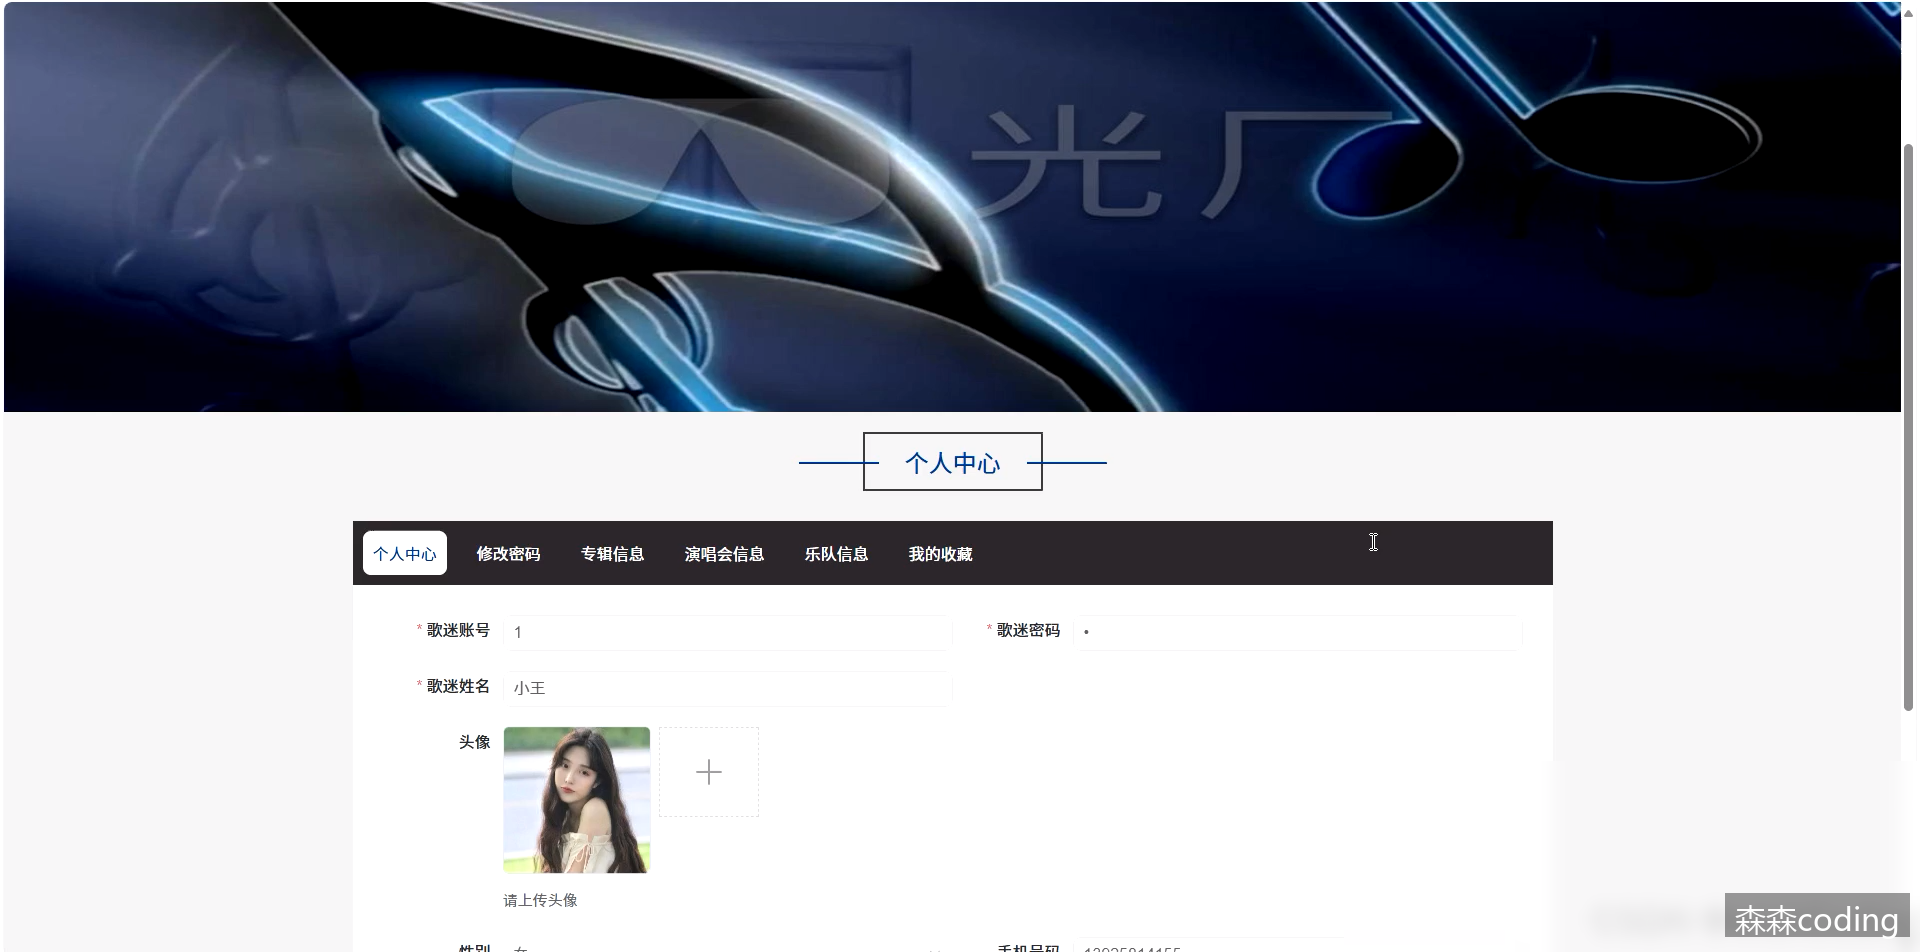 光厂
个人中心
个人中心 修改密码 专辑信息 演唱会信息 乐队信息 我的收藏
* 歌迷账号 1 * 歌迷密码 •
* 歌迷姓名 小王
头像
请上传头像
性别 女 手机号码
森森coding